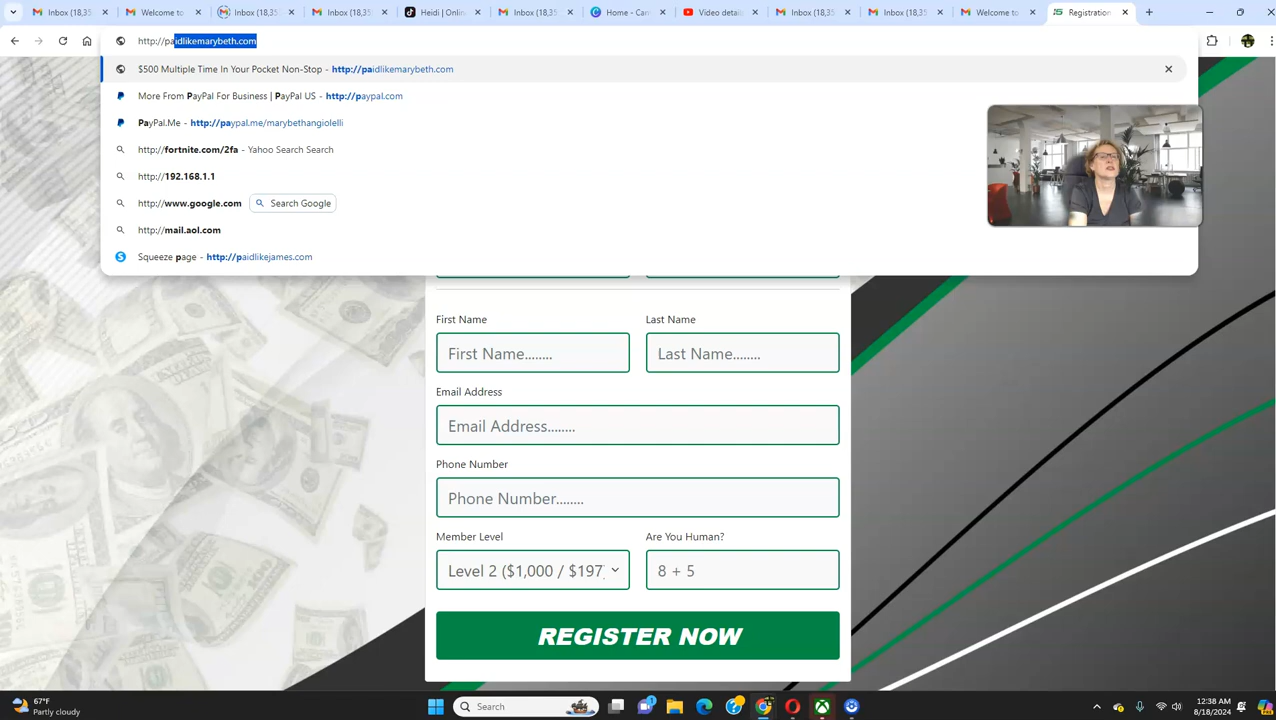 Inbox (18,35
Welcome to
Inbox (18,35
Inbox (18,35
Heidi | Onlin
Inbox (18,35
Home - Can
Video detai
Inbox (18,35
Inbox (18,35
Welcome to
Registration
http://paidlikemarybeth.com
$500 Multiple Time In Your Pocket Non-Stop - http://paidlikemarybeth.com
More From PayPal For Business | PayPal US - http://paypal.com
PayPal.Me - http://paypal.me/marybethangiolelli
http://fortnite.com/2fa - Yahoo Search Search
http://192.168.1.1
http://www.google.com Search Google
http://mail.aol.com
Squeeze page - http://paidlikejames.com
First Name
Last Name
First Name........
Last Name........
Email Address
Email Address........
Phone Number
Phone Number........
Member Level
Are You Human?
Level 2 ($1,000 / $197)
8 + 5
REGISTER NOW
67°F
Partly cloudy
Search
1
12:38 AM
8/18/2024